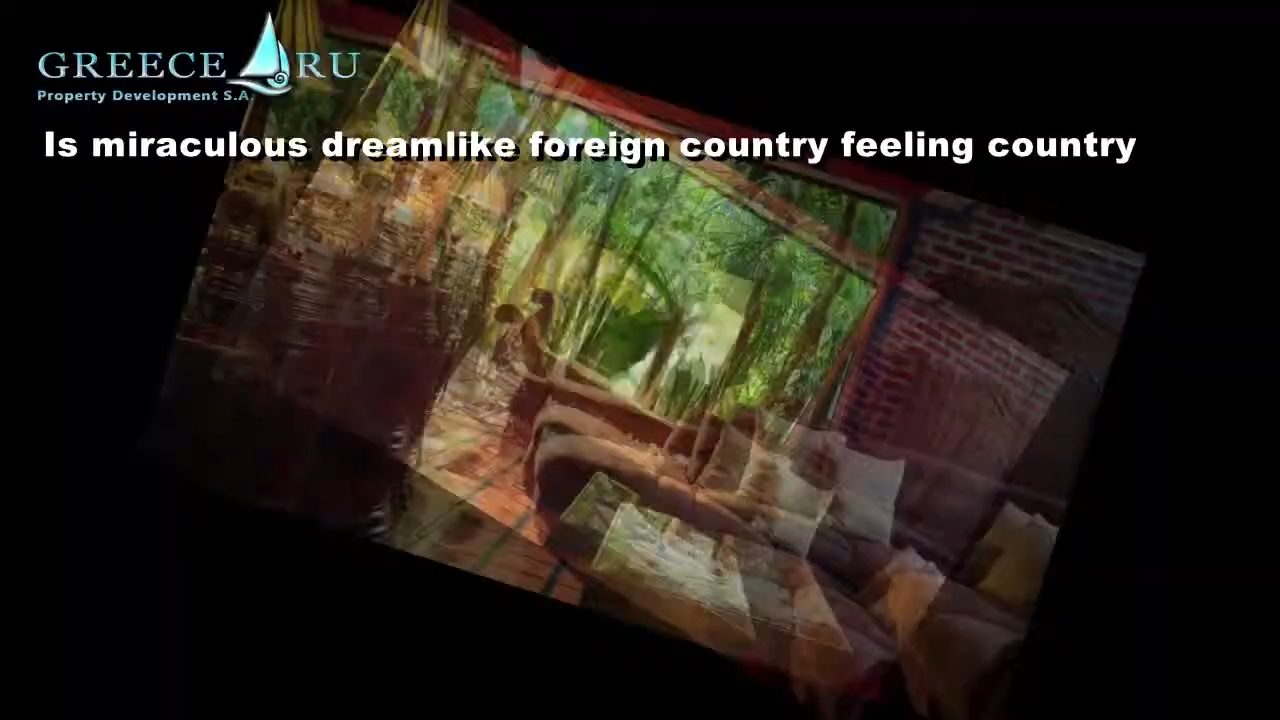 GREECE RU
Property Development S.A.
Is miraculous dreamlike foreign country feeling country